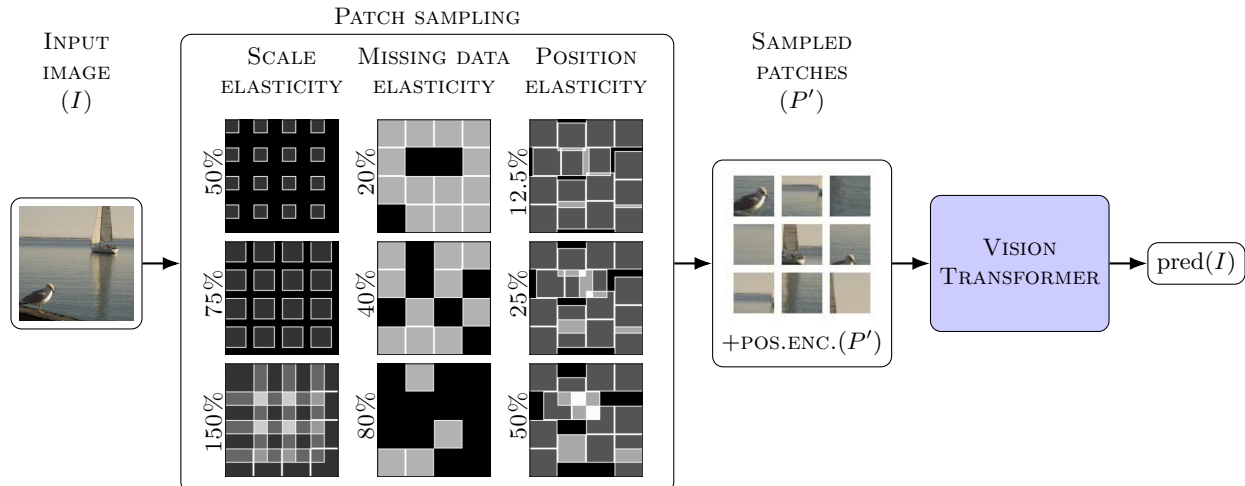 PATCH SAMPLING
INPUT
IMAGE
(I)
SCALE
ELASTICITY
MISSING DATA
ELASTICITY
POSITION
ELASTICITY
SAMPLED
PATCHES
(P′)
50%
20%
12.5%
75%
40%
25%
150%
80%
50%
+POS.ENC.(P′)
VISION
TRANSFORMER
pred(I)